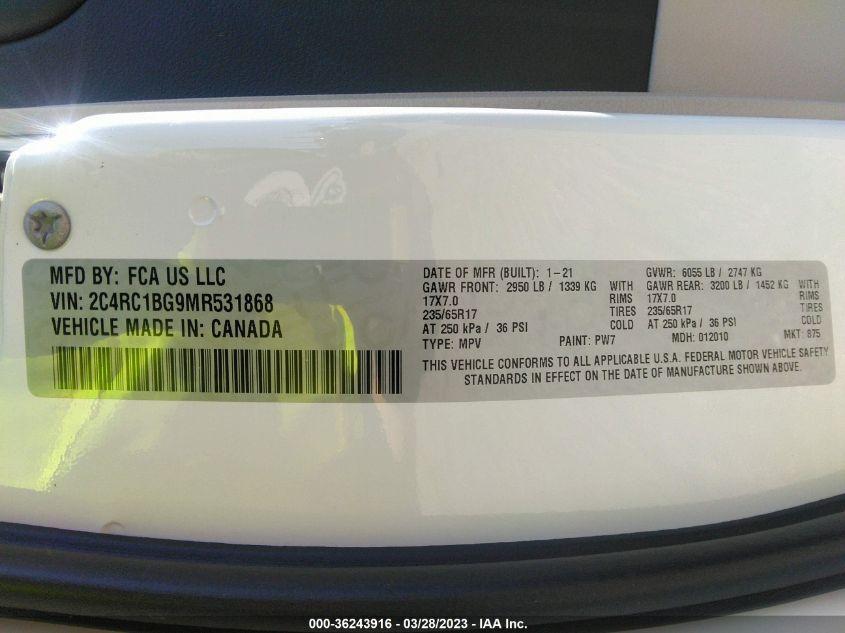 MFD BY: FCA US LLC
VIN: 2C4RC1BG9MR531868
VEHICLE MADE IN: CANADA
DATE OF MFR (BUILT): 1-21
GAWR FRONT: 2950 LB / 1339 KG WITH
17X7.0 RIMS
235/65R17 TIRES
AT 250 kPa / 36 PSI COLD
TYPE: MPV PAINT: PW7
GVWR: 6055 LB / 2747 KG
GAWR REAR: 3200 LB / 1452 KG WITH
17X7.0 RIMS
235/65R17 TIRES
AT 250 kPa / 36 PSI COLD
MDH: 012010 MKT: 875
THIS VEHICLE CONFORMS TO ALL APPLICABLE U.S.A. FEDERAL MOTOR VEHICLE SAFETY
STANDARDS IN EFFECT ON THE DATE OF MANUFACTURE SHOWN ABOVE.
000-36243916 - 03/28/2023 - IAA Inc.